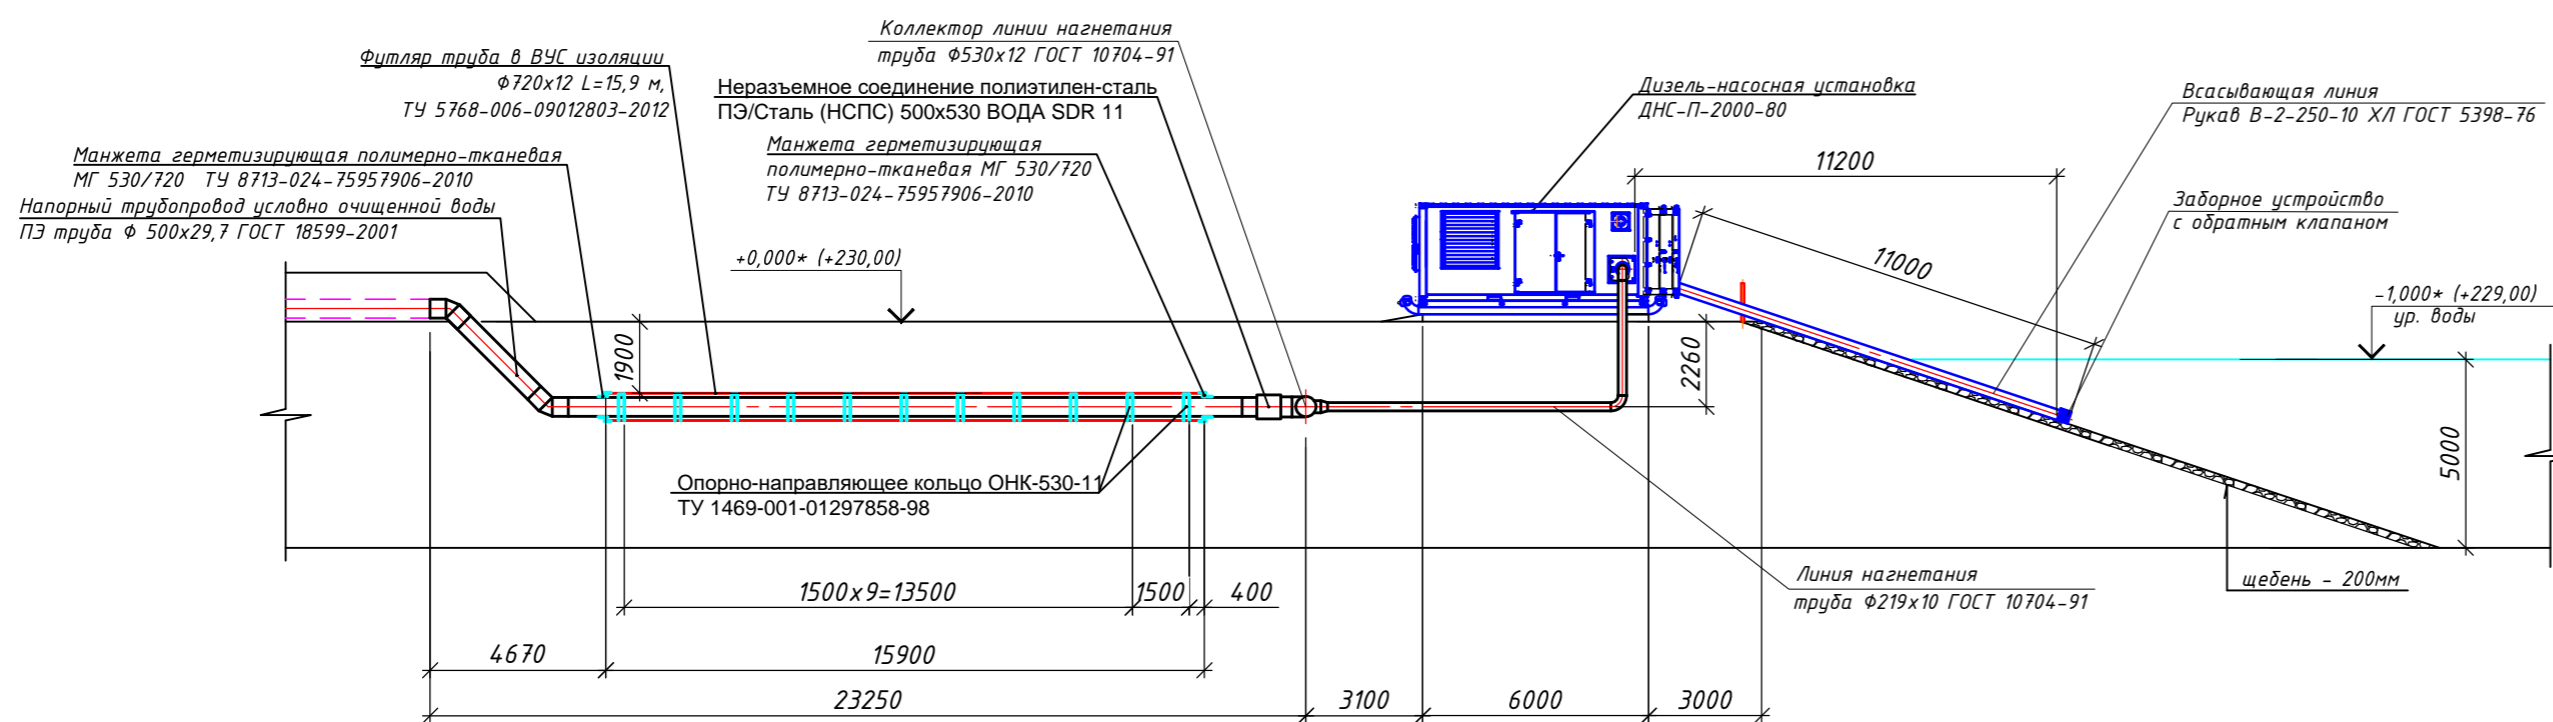 Коллектор линии нагнетания
труба Ф530х12 ГОСТ 10704-91
Футляр труба в ВУС изоляции
Ф720х12 L=15,9 м,
ТУ 5768-006-09012803-2012
Неразъемное соединение полиэтилен-сталь
ПЭ/Сталь (НСПС) 500х530 ВОДА SDR 11
Дизель-насосная установка
ДНС-П-2000-80
Всасывающая линия
Рукав В-2-250-10 ХЛ ГОСТ 5398-76
Манжета герметизирующая полимерно-тканевая
МГ 530/720 ТУ 8713-024-75957906-2010
Манжета герметизирующая
полимерно-тканевая МГ 530/720
ТУ 8713-024-75957906-2010
11200
Напорный трубопровод условно очищенной воды
ПЭ труба Ф 500х29,7 ГОСТ 18599-2001
Заборное устройство
с обратным клапаном
+0,000* (+230,00)
11000
-1,000* (+229,00)
ур. воды
1900
2260
5000
Опорно-направляющее кольцо ОНК-530-11
ТУ 1469-001-01297858-98
1500х9=13500
1500
400
Линия нагнетания
труба Ф219х10 ГОСТ 10704-91
щебень - 200мм
4670
15900
23250
3100
6000
3000